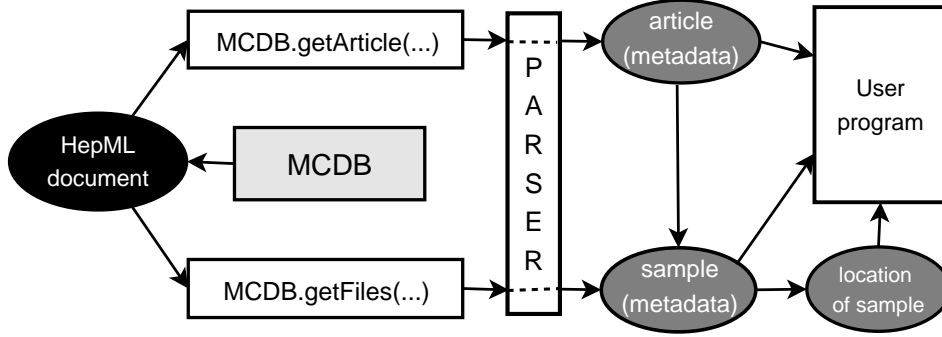 MCDB.getArticle(...)
article
(metadata)
HepML
document
MCDB
P
A
R
S
E
R
User
program
MCDB.getFiles(...)
sample
(metadata)
location
of sample